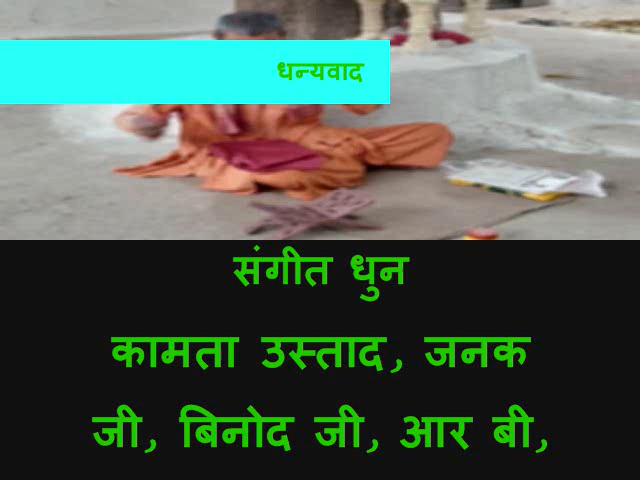 धन्यवाद
संगीत धुन
कामता उस्ताद, जनक
जी, बिनोद जी, आर बी,